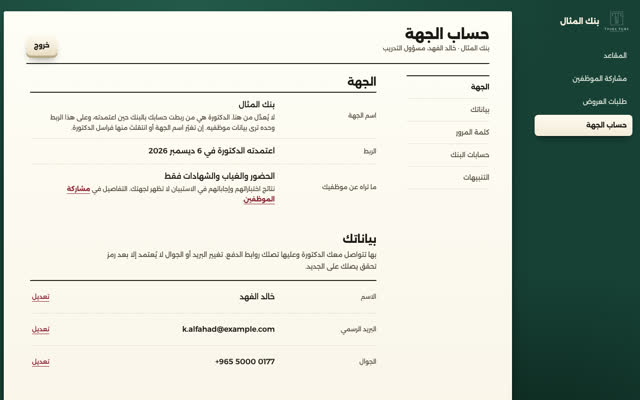 بنك المثال
المقاعد
مشاركة الموظفين
طلبات العروض
حساب الجهة
حساب الجهة
بنك المثال · خالد الفهد، مسؤول التدريب
خروج
الجهة
بياناتك
كلمة المرور
حسابات البنك
التنبيهات
الجهة
اسم الجهة
بنك المثال
لا يُعدَّل من هنا. الدكتورة هي من ربطت حسابك بالبنك حين اعتمدته، وعلى هذا الربط
وحده ترى بيانات موظفيه. إن تغيّر اسم الجهة أو انتقلت منها فراسل الدكتورة.
الربط
اعتمدته الدكتورة في 6 ديسمبر 2026
ما تراه عن موظفيك
الحضور والغياب والشهادات فقط
نتائج اختباراتهم وإجاباتهم في الاستبيان لا تظهر لجهتك. التفاصيل في مشاركة
الموظفين.
بياناتك
بها تتواصل معك الدكتورة وعليها تصلك روابط الدفع. تغيير البريد أو الجوال لا يُعتمد إلا بعد رمز
تحقق يصلك على الجديد.
الاسم
خالد الفهد
تعديل
البريد الرسمي
k.alfahad@example.com
تعديل
الجوال
+965 5000 0177
تعديل